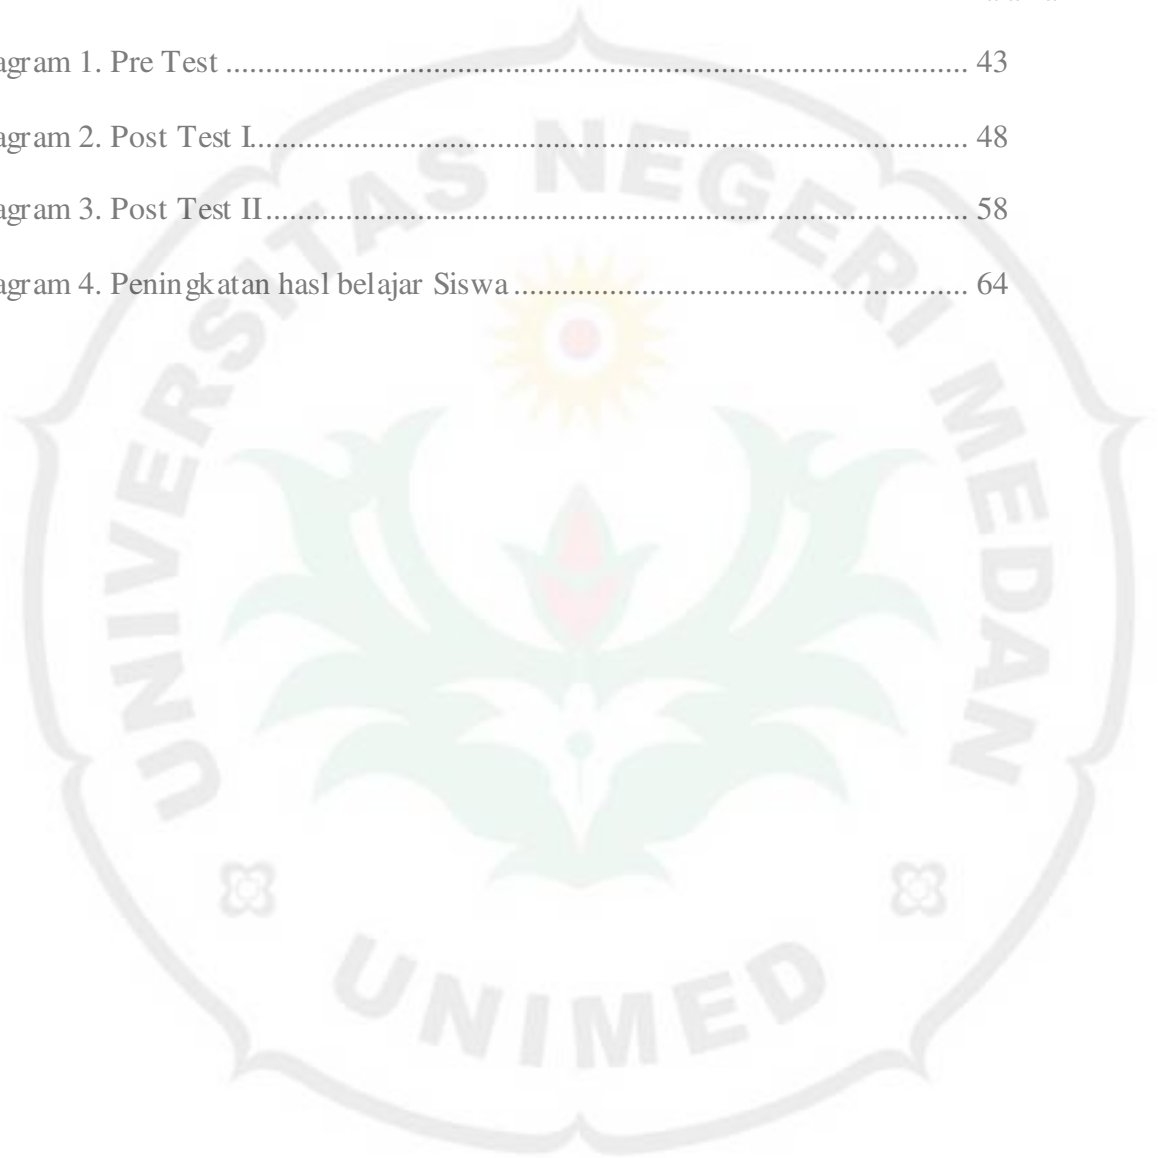 agram 1. Pre Test ........................................................................................... 43
agram 2. Post Test I........................................................................................ 48
agram 3. Post Test II...................................................................................... 58
agram 4. Peningkatan hasl belajar Siswa ........................................................ 64
UNIVERSITAS NEGERI MEDAN
UNIMED